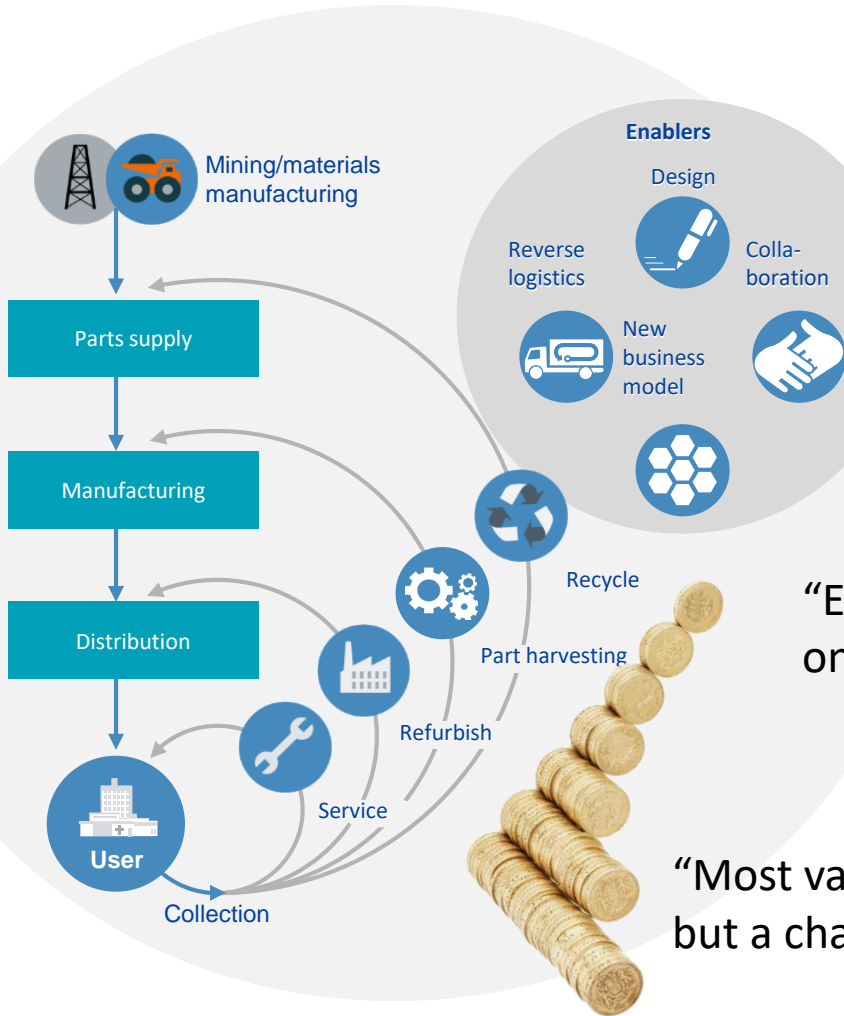 Enablers
Mining/materials
manufacturing
Design
Reverse
logistics
Colla-
boration
New
business
model
Parts supply
Manufacturing
Distribution
Recycle
Part harvesting
Refurbish
Service
User
Collection
“E
on
“Most va
but a cha